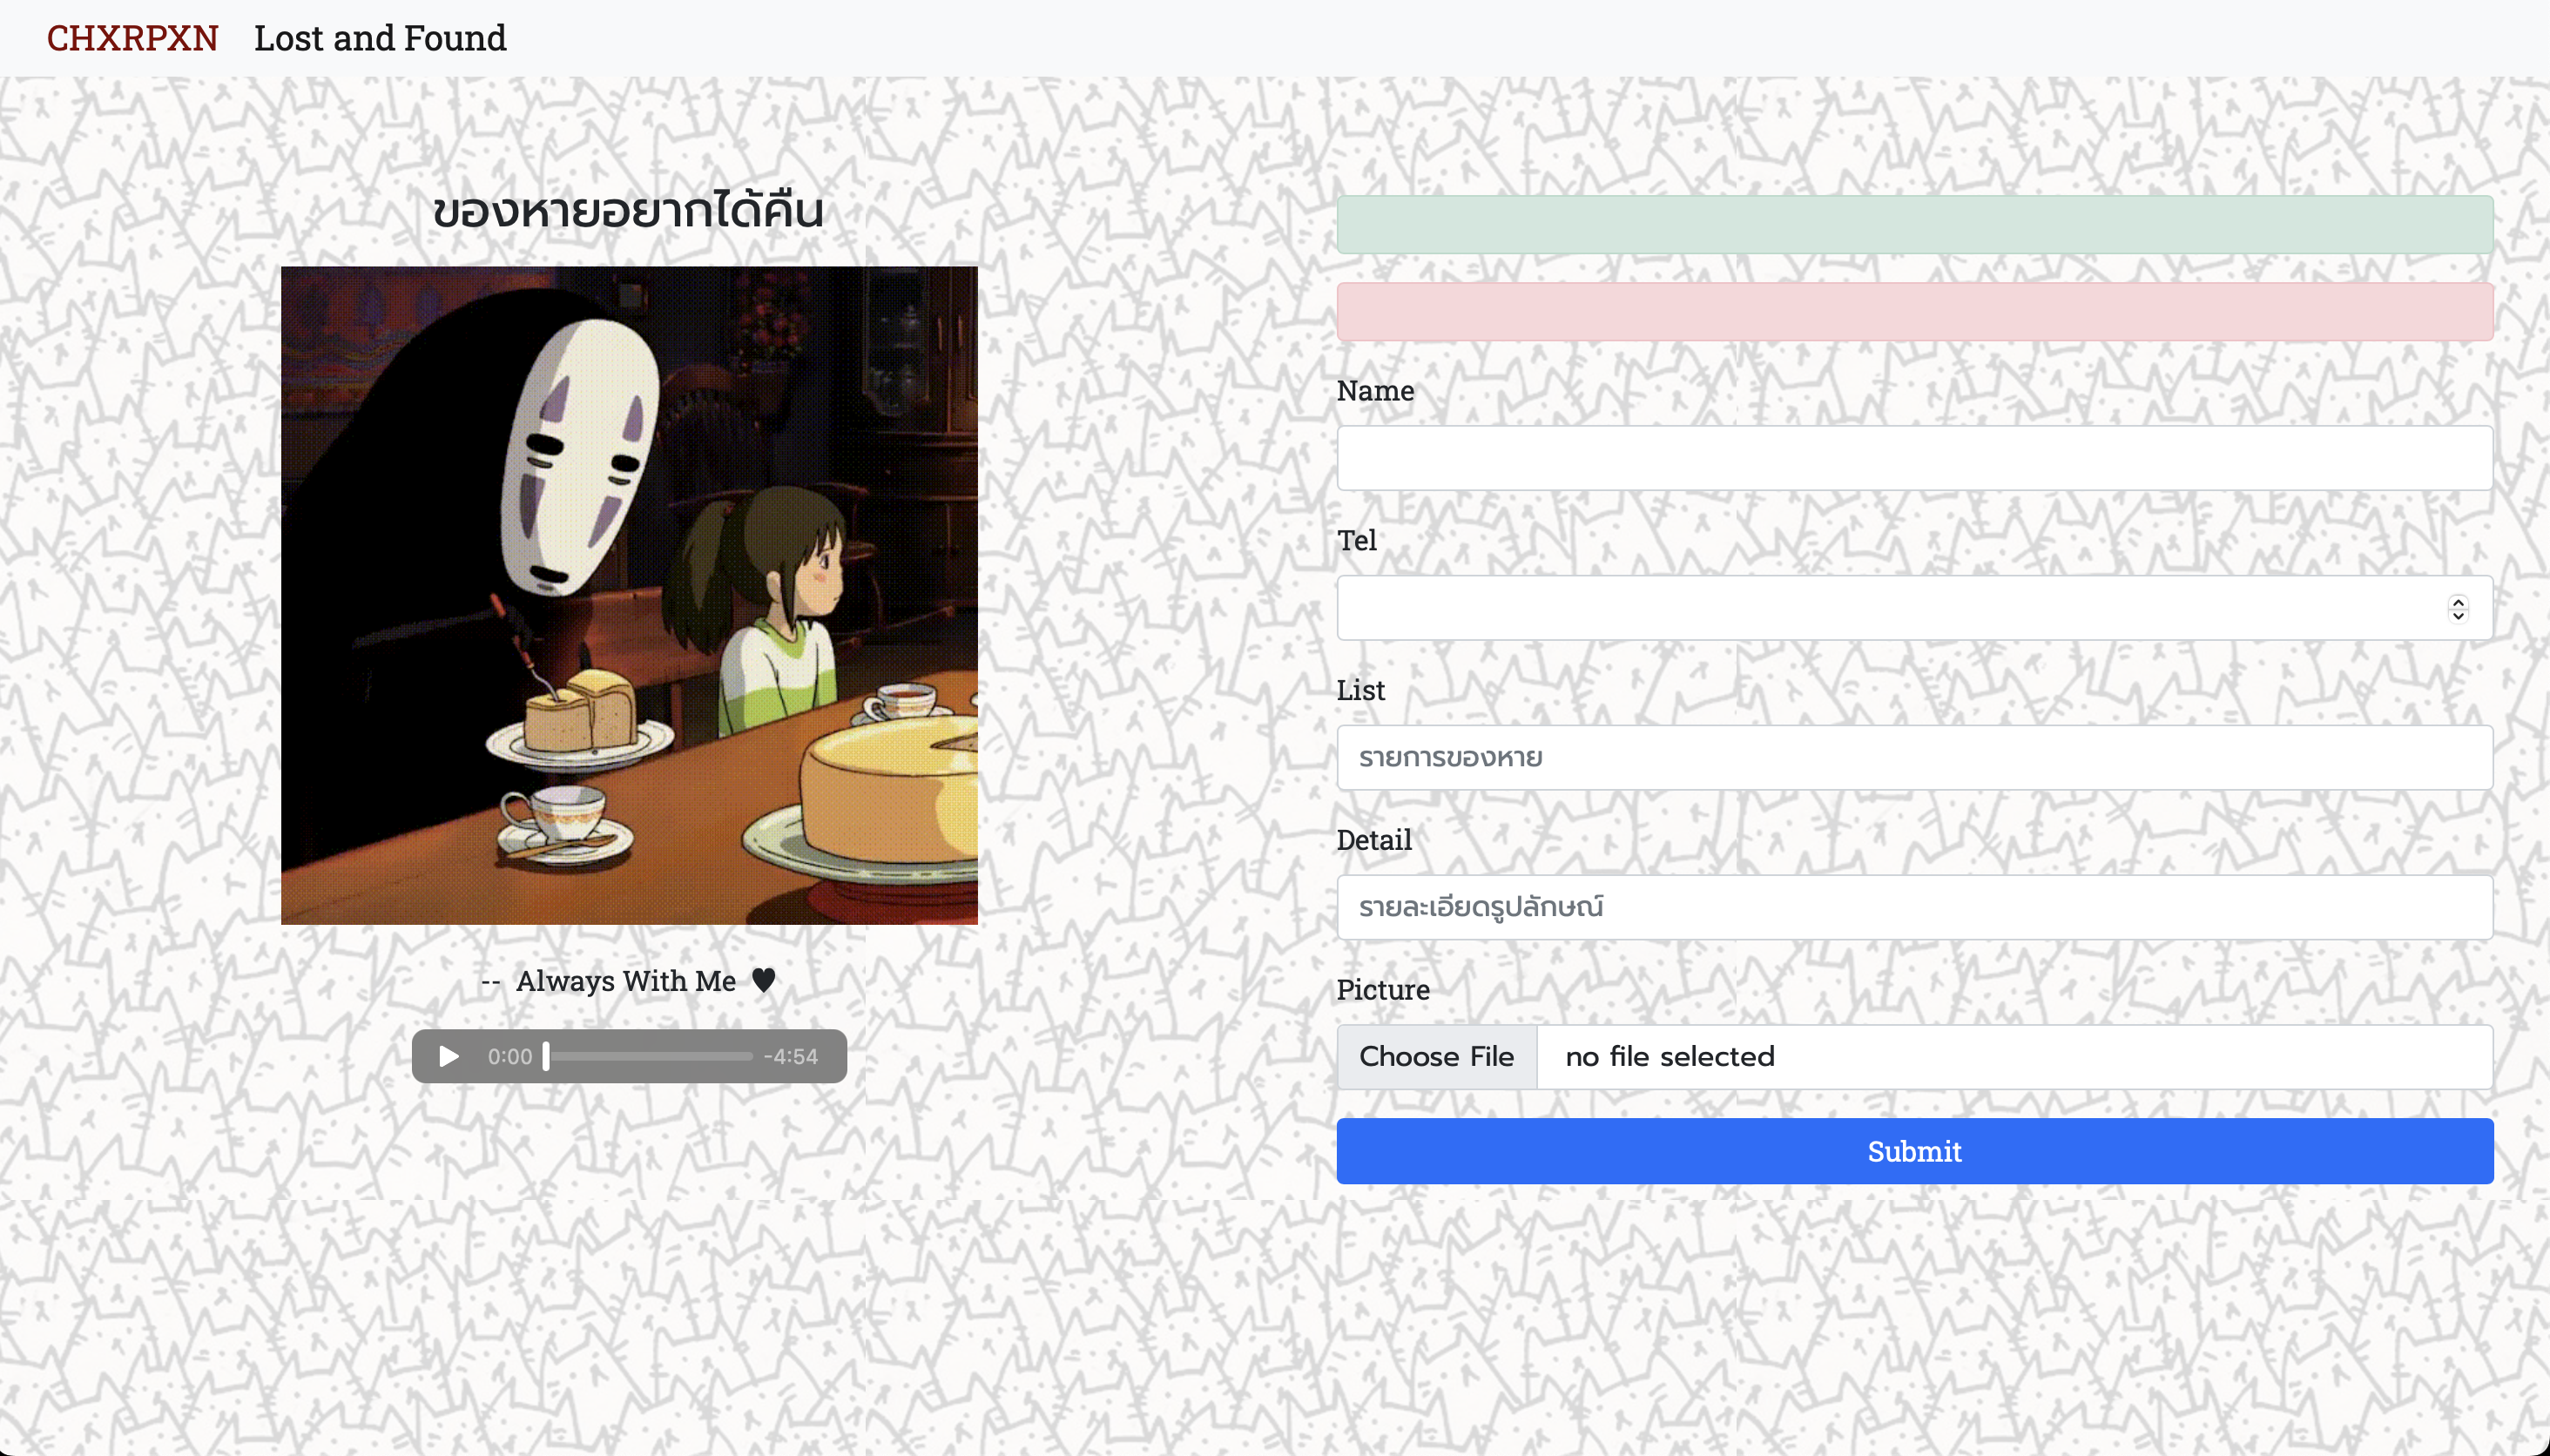 CHXRPXN Lost and Found
ของหายอยากได้คืน
-- Always With Me ♥
0:00 -4:54
Name
Tel
List
รายการของหาย
Detail
รายละเอียดรูปลักษณ์
Picture
Choose File no file selected
Submit